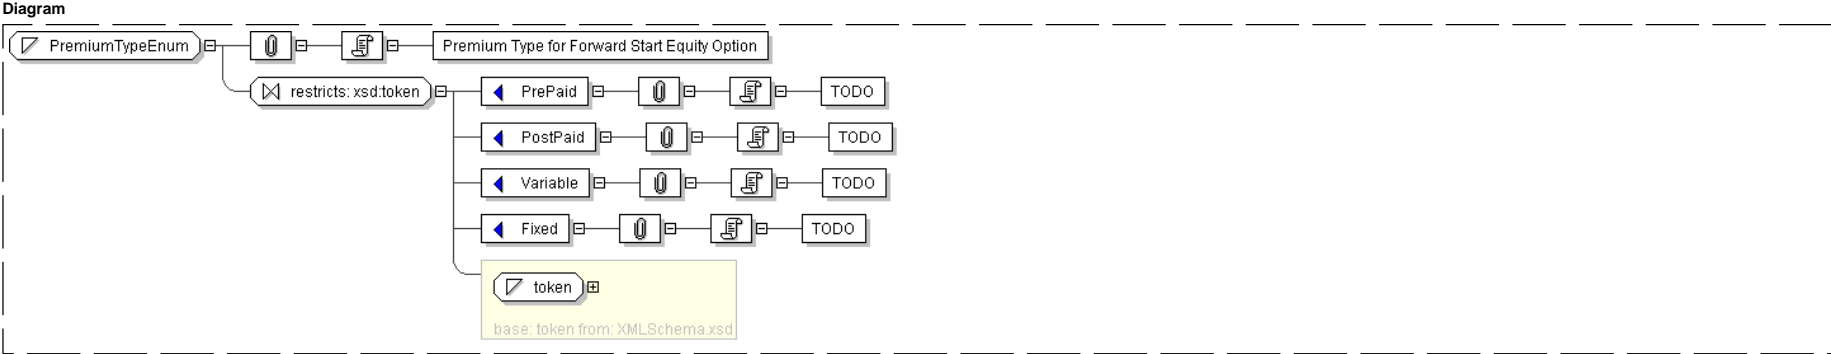 Diagram
PremiumTypeEnum
Premium Type for Forward Start Equity Option
restricts: xsd:token
PrePaid
TODO
PostPaid
TODO
Variable
TODO
Fixed
TODO
token
base: token from: XMLSchema.xsd